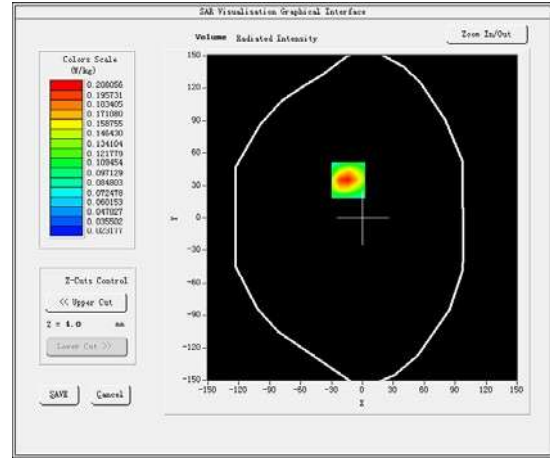 SAR Visualisation Graphical Interface
Volume Radiated Intensity
Zoom In/Out
Colors Scale
(W/kg)
0.208056
0.195731
0.183405
0.171080
0.158755
0.146430
0.134104
0.121779
0.109454
0.097129
0.084803
0.072478
0.060153
0.047827
0.035502
0.023177
150
120
90
60
30
0
-30
-60
-90
-120
-150
Y
-150 -120 -90 -60 -30 0 30 60 90 120 150
X
Z-Cuts Control
<< Upper Cut
Z = 4.0 mm
Lower Cut >>
SAVE Cancel